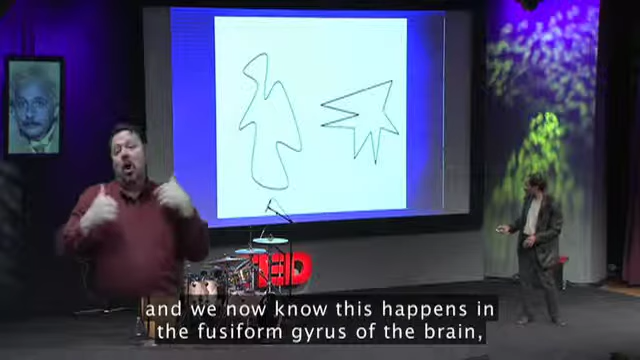 TED
and we now know this happens in
the fusiform gyrus of the brain,